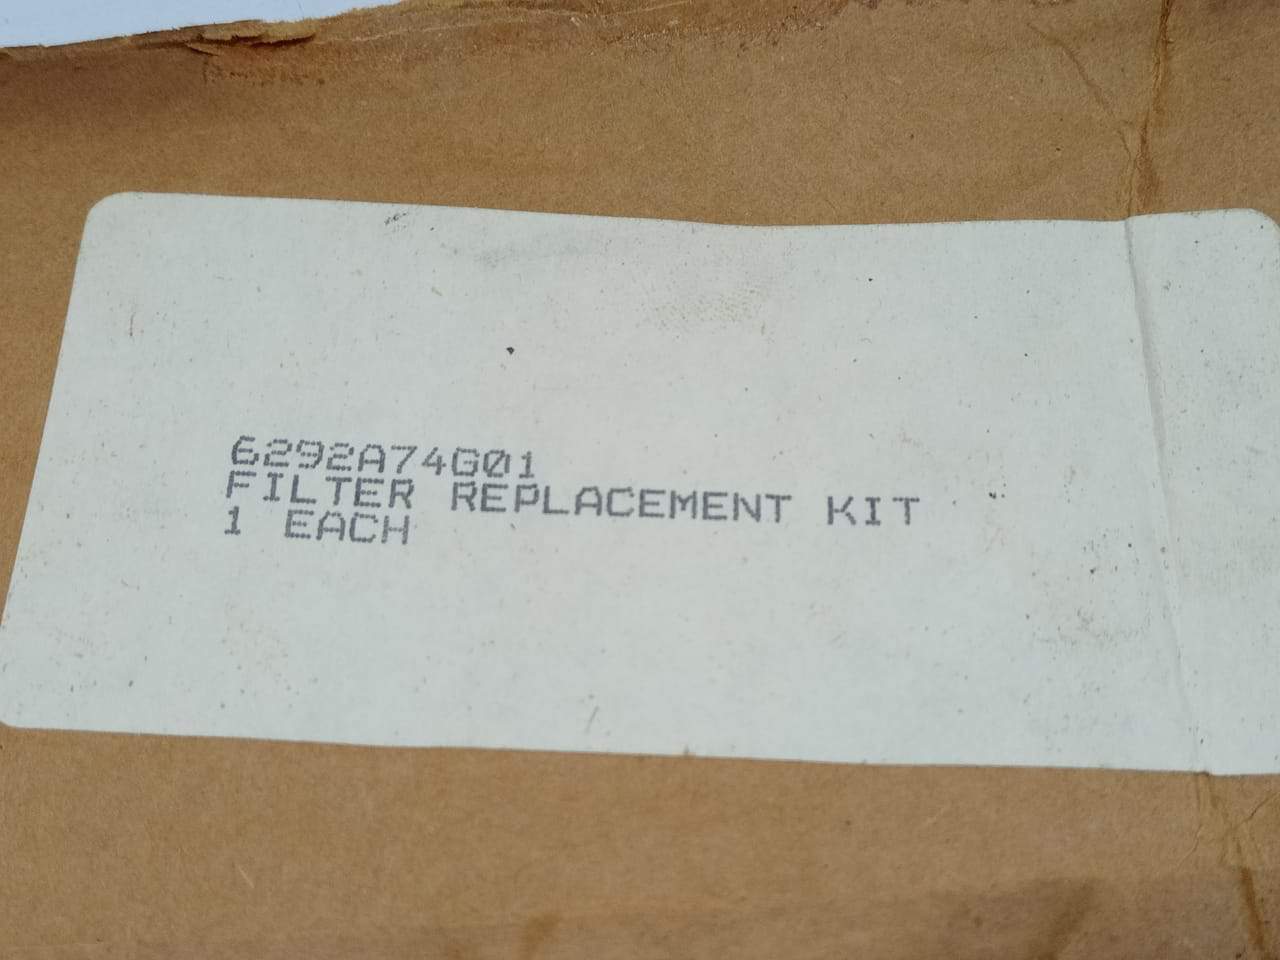 6292A74G01
FILTER REPLACEMENT KIT
1 EACH